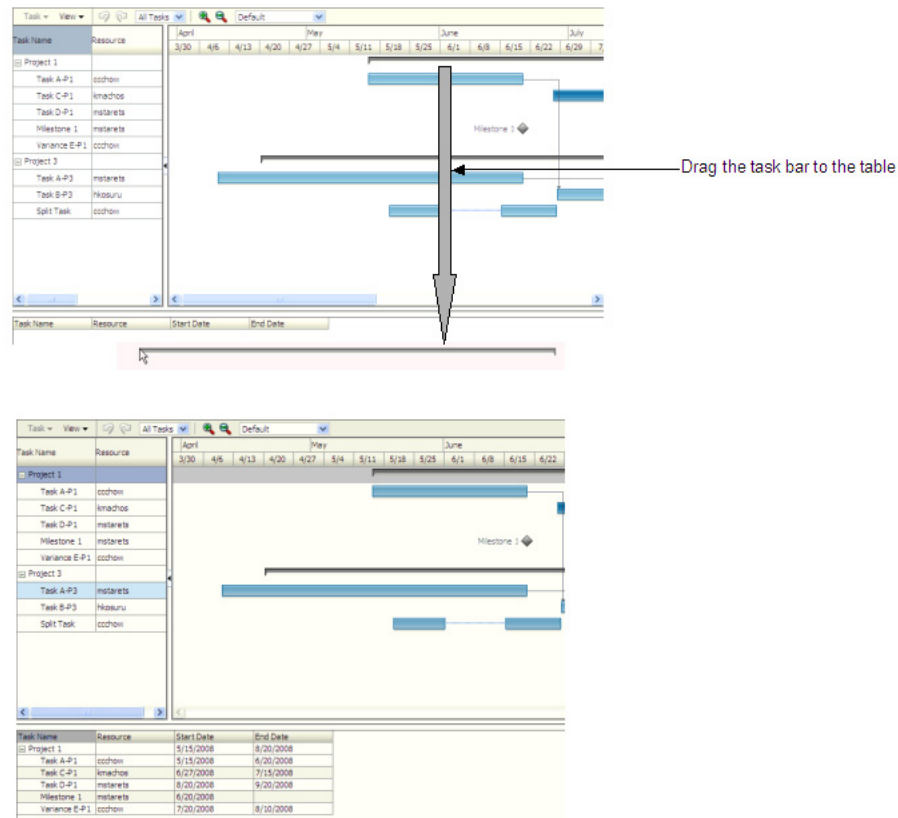 Task View All Tasks Default
April May June July
Task Name Resource 3/30 4/6 4/13 4/20 4/27 5/4 5/11 5/18 5/25 6/1 6/8 6/15 6/22 6/29 7
Project 1
Task A-P1 ccchow
Task C-P1 kmachos
Task D-P1 mstarets
Milestone 1 mstarets Milestone 1
Variance E-P1 ccchow
Project 3
Task A-P3 mstarets Drag the task bar to the table
Task B-P3 hkosuru
Split Task ccchow
Task Name Resource Start Date End Date
Task View All Tasks Default
April May June
Task Name Resource 3/30 4/6 4/13 4/20 4/27 5/4 5/11 5/18 5/25 6/1 6/8 6/15 6/22
Project 1
Task A-P1 ccchow
Task C-P1 kmachos
Task D-P1 mstarets
Milestone 1 mstarets Milestone 1
Variance E-P1 ccchow
Project 3
Task A-P3 mstarets
Task B-P3 hkosuru
Split Task ccchow
Task Name Resource Start Date End Date
Project 1 5/15/2008 8/20/2008
Task A-P1 ccchow 5/15/2008 6/20/2008
Task C-P1 kmachos 6/27/2008 7/15/2008
Task D-P1 mstarets 8/20/2008 9/20/2008
Milestone 1 mstarets 6/20/2008
Variance E-P1 ccchow 7/20/2008 8/10/2008